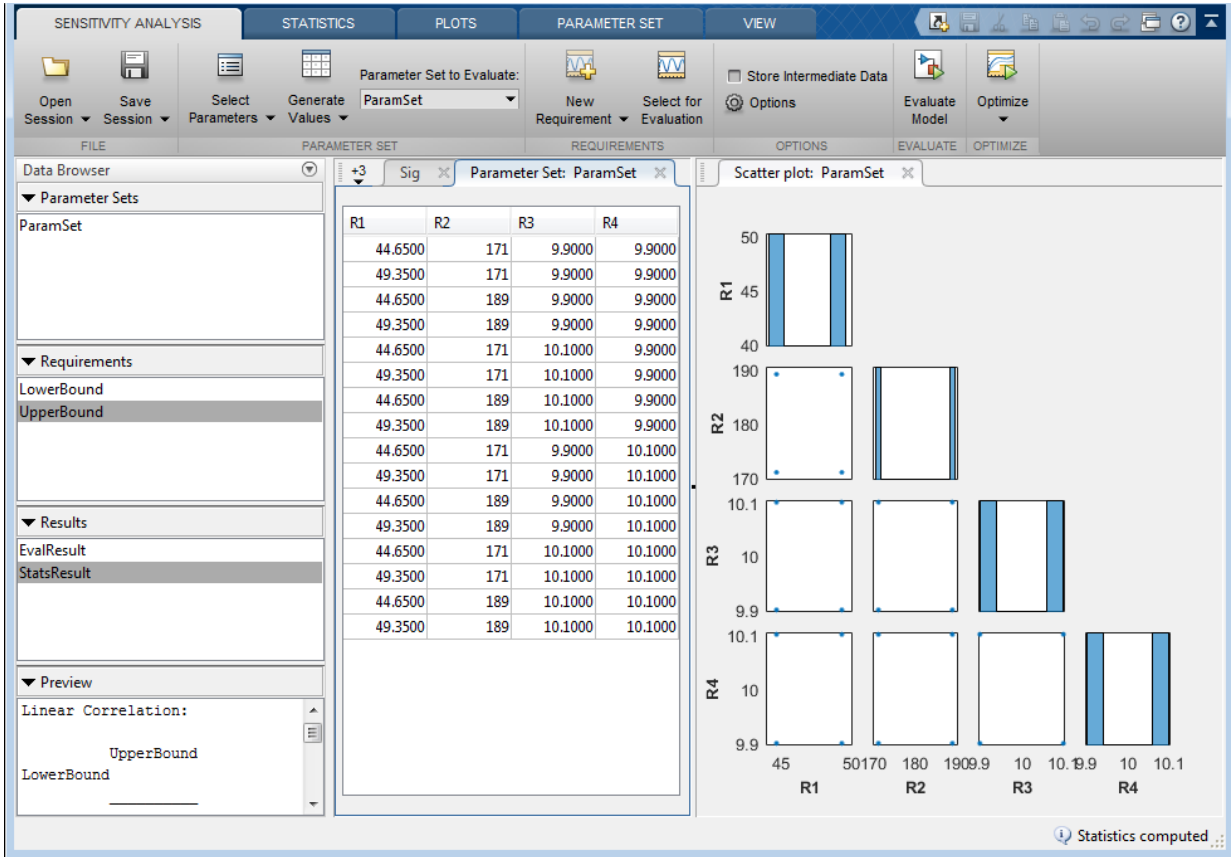 SENSITIVITY ANALYSIS STATISTICS PLOTS PARAMETER SET VIEW
Open Session Save Session Select Parameters Generate Values Parameter Set to Evaluate: ParamSet New Requirement Select for Evaluation Store Intermediate Data Options Evaluate Model Optimize
FILE PARAMETER SET REQUIREMENTS OPTIONS EVALUATE OPTIMIZE
Data Browser
Parameter Sets
ParamSet
Requirements
LowerBound
UpperBound
Results
EvalResult
StatsResult
Preview
Linear Correlation:
UpperBound
LowerBound
+3 Sig Parameter Set: ParamSet
R1 R2 R3 R4
44.6500 171 9.9000 9.9000
49.3500 171 9.9000 9.9000
44.6500 189 9.9000 9.9000
49.3500 189 9.9000 9.9000
44.6500 171 10.1000 9.9000
49.3500 171 10.1000 9.9000
44.6500 189 10.1000 9.9000
49.3500 189 10.1000 9.9000
44.6500 171 9.9000 10.1000
49.3500 171 9.9000 10.1000
44.6500 189 9.9000 10.1000
49.3500 189 9.9000 10.1000
44.6500 171 10.1000 10.1000
49.3500 171 10.1000 10.1000
44.6500 189 10.1000 10.1000
49.3500 189 10.1000 10.1000
Scatter plot: ParamSet
50
R1 45
40
190
R2 180
170
10.1
R3 10
9.9
10.1
R4 10
9.9
45 50 170 180 190 9.9 10 10.1 9.9 10 10.1
R1 R2 R3 R4
Statistics computed